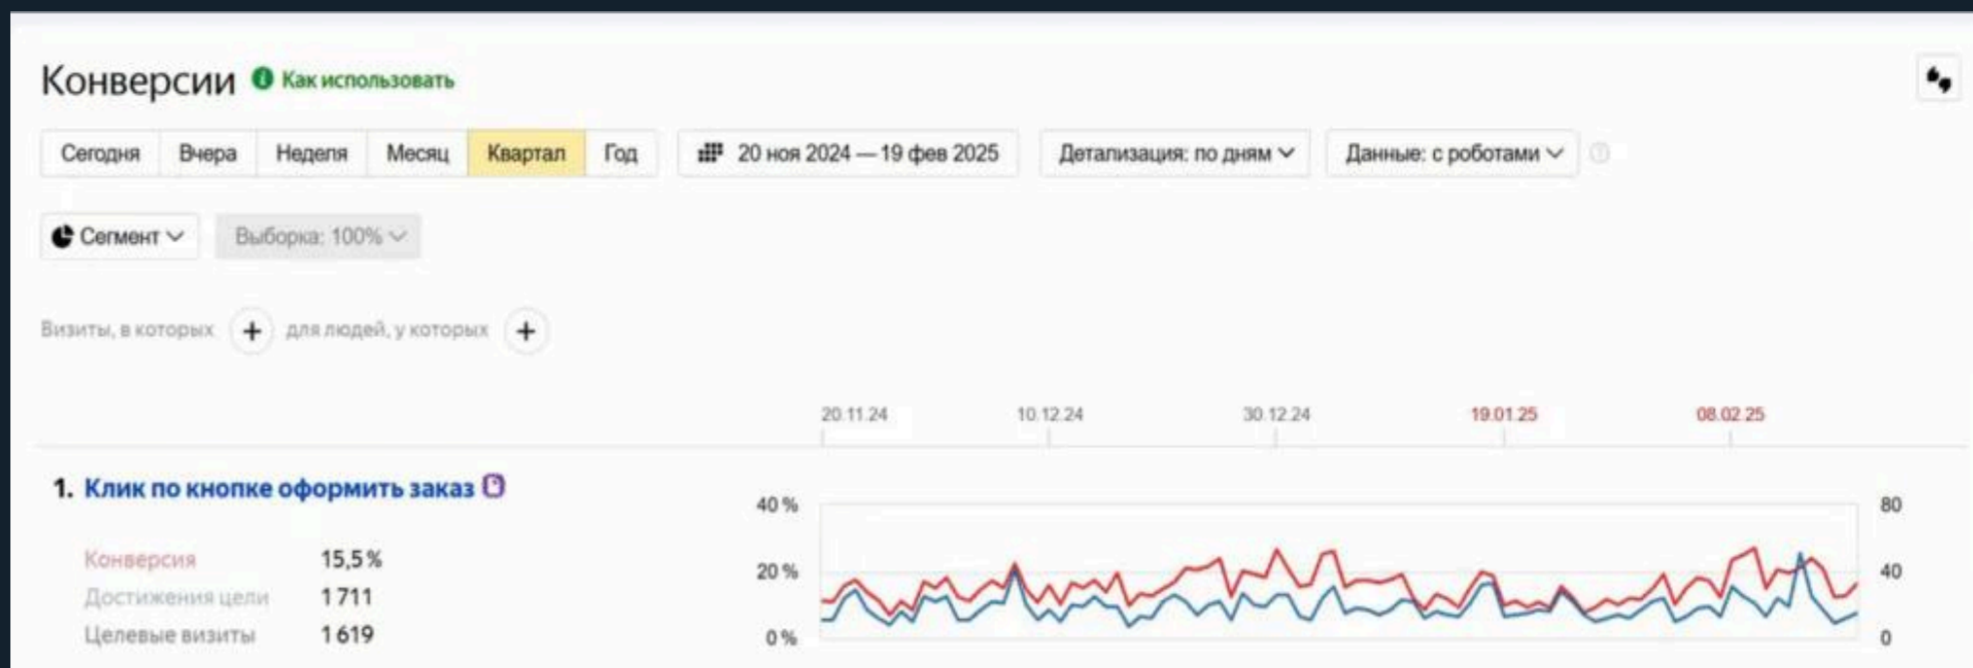 Конверсии Как использовать
Сегодня Вчера Неделя Месяц Квартал Год 20 ноя 2024 — 19 фев 2025 Детализация: по дням Данные: с роботами
Сегмент Выборка: 100%
Визиты, в которых + для людей, у которых +
20.11.24 10.12.24 30.12.24 19.01.25 08.02.25
1. Клик по кнопке оформить заказ
40 % 80
Конверсия 15,5 %
20 % 40
Достижения цели 1 711
Целевые визиты 1 619
0 % 0